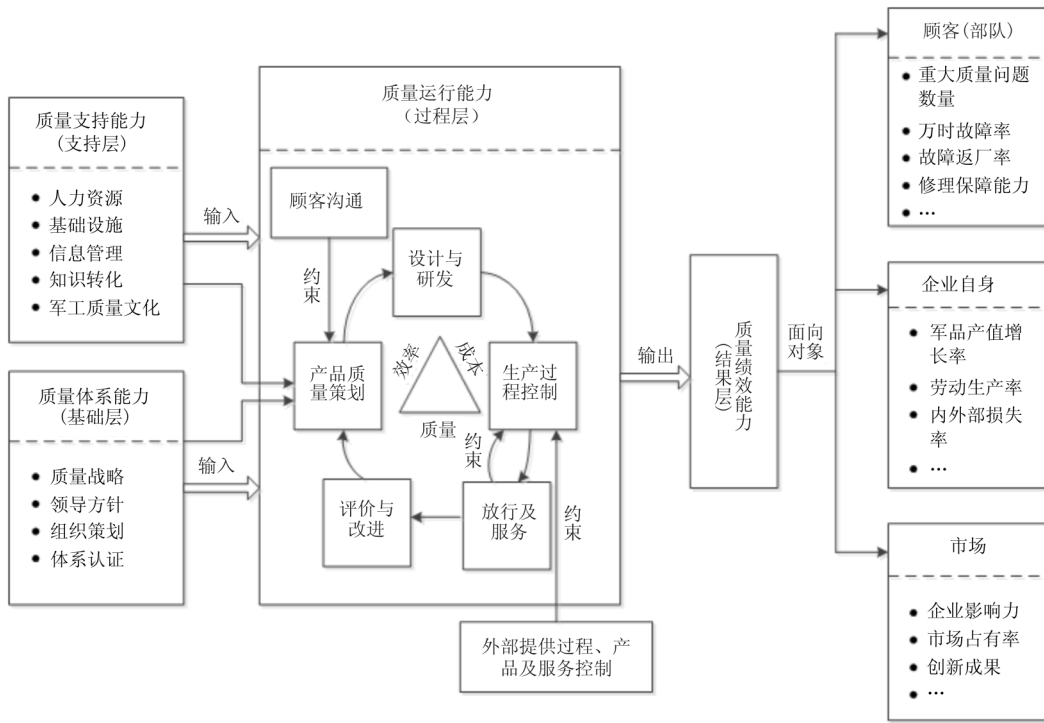 质量支持能力
(支持层)
● 人力资源
● 基础设施
● 信息管理
● 知识转化
● 军工质量文化
质量体系能力
(基础层)
● 质量战略
● 领导方针
● 组织策划
● 体系认证
输入
输入
质量运行能力
(过程层)
顾客沟通
约束
设计与
研发
产品质
量策划
效率
成本
质量
生产过
程控制
约束
评价与
改进
放行及
服务
约束
外部提供过程、产
品及服务控制
输出
质量绩效能力
(结果层)
面向
对象
顾客(部队)
● 重大质量问题
数量
● 万时故障率
● 故障返厂率
● 修理保障能力
● …
企业自身
● 军品产值增
长率
● 劳动生产率
● 内外部损失
率
● …
市场
● 企业影响力
● 市场占有率
● 创新成果
● …